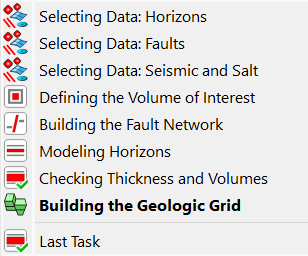 Selecting Data: Horizons
Selecting Data: Faults
Selecting Data: Seismic and Salt
Defining the Volume of Interest
Building the Fault Network
Modeling Horizons
Checking Thickness and Volumes
Building the Geologic Grid
Last Task